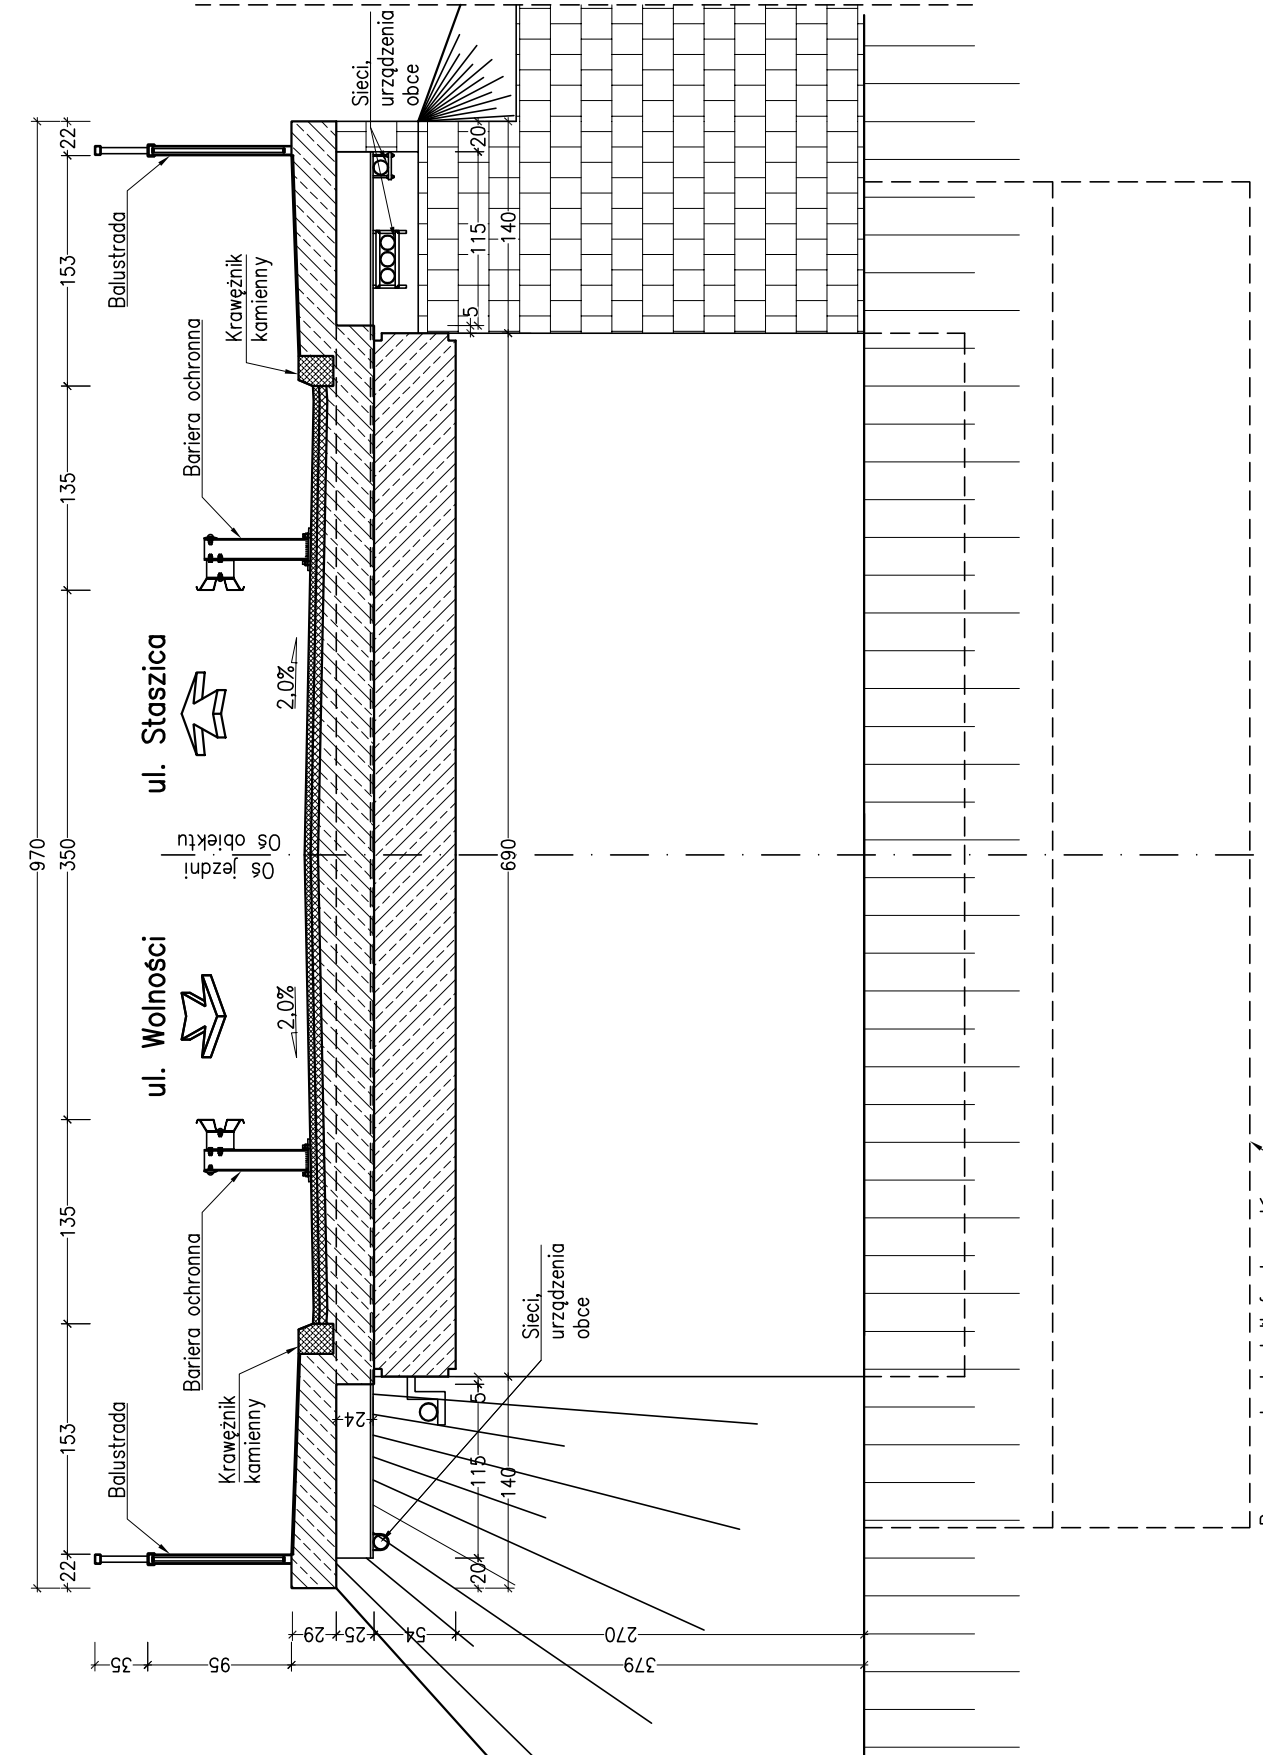 970
22
153
135
350
135
153
22
Balustrada
Bariera ochronna
Krawężnik
kamienny
ul. Wolności
ul. Staszica
2,0%
2,0%
Oś jezdni
Oś obiektu
Bariera ochronna
Krawężnik
kamienny
Balustrada
Sieci,
urządzenia
obce
Sieci,
urządzenia
obce
24
20
115
5
140
690
5
115
20
140
35
95
379
29
25
54
270